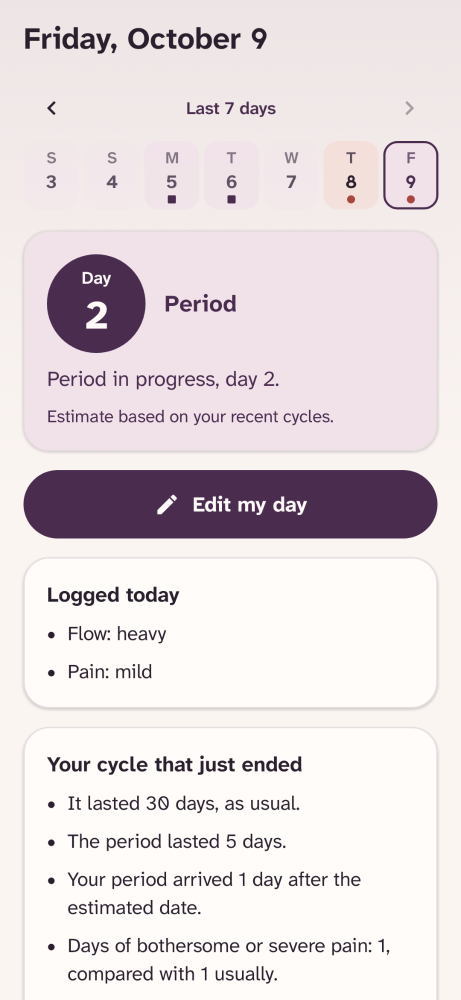 Friday, October 9
Last 7 days
S S M T W T F
3 4 5 6 7 8 9
Day
2
Period
Period in progress, day 2.
Estimate based on your recent cycles.
Edit my day
Logged today
• Flow: heavy
• Pain: mild
Your cycle that just ended
• It lasted 30 days, as usual.
• The period lasted 5 days.
• Your period arrived 1 day after the
estimated date.
• Days of bothersome or severe pain: 1,
compared with 1 usually.